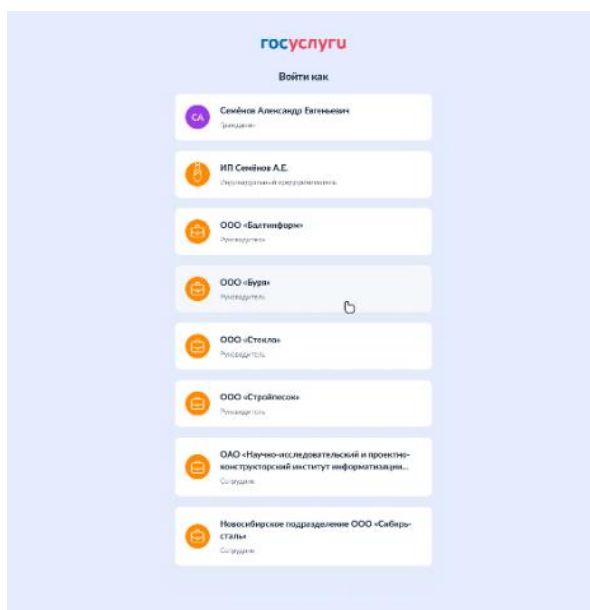 госуслуги
Войти как
СА
Семёнов Александр Евгеньевич
Гражданин
ИП Семёнов А.Е.
Индивидуальный предприниматель
ООО «Балтинформ»
Руководитель
ООО «Буря»
Руководитель
ООО «Стекло»
Руководитель
ООО «Стройпесок»
Руководитель
ОАО «Научно-исследовательский и проектно-
конструкторский институт информатизации...
Сотрудник
Новосибирское подразделение ООО «Сибирь-
сталь»
Сотрудник